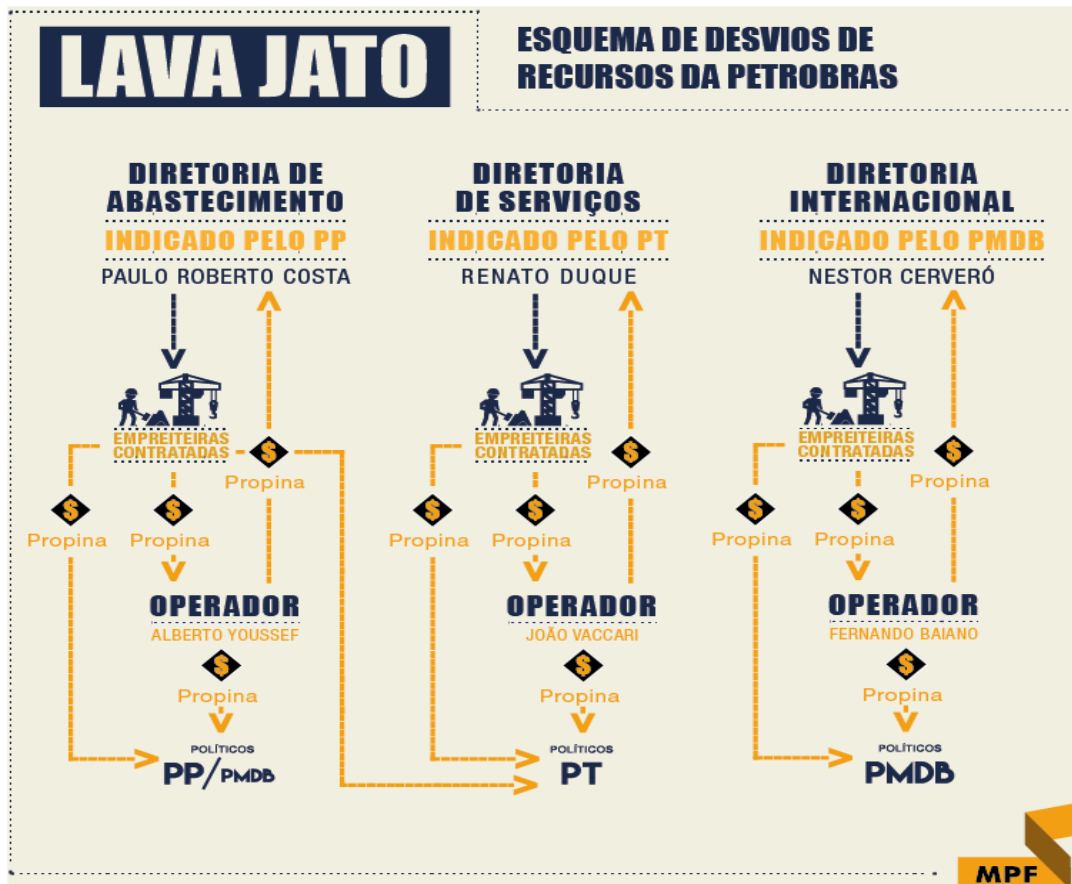 LAVA JATO
ESQUEMA DE DESVIOS DE
RECURSOS DA PETROBRAS
DIRETORIA DE
ABASTECIMENTO
INDICADO PELO PP
PAULO ROBERTO COSTA
EMPREITEIRAS
CONTRATADAS
$
Propina
$
Propina
$
Propina
OPERADOR
ALBERTO YOUSSEF
$
Propina
POLÍTICOS
PP/PMDB
DIRETORIA
DE SERVIÇOS
INDICADO PELO PT
RENATO DUQUE
EMPREITEIRAS
CONTRATADAS
$
Propina
$
Propina
$
Propina
OPERADOR
JOÃO VACCARI
$
Propina
POLÍTICOS
PT
DIRETORIA
INTERNACIONAL
INDICADO PELO PMDB
NESTOR CERVERÓ
EMPREITEIRAS
CONTRATADAS
$
Propina
$
Propina
$
Propina
OPERADOR
FERNANDO BAIANO
$
Propina
POLÍTICOS
PMDB
MPF